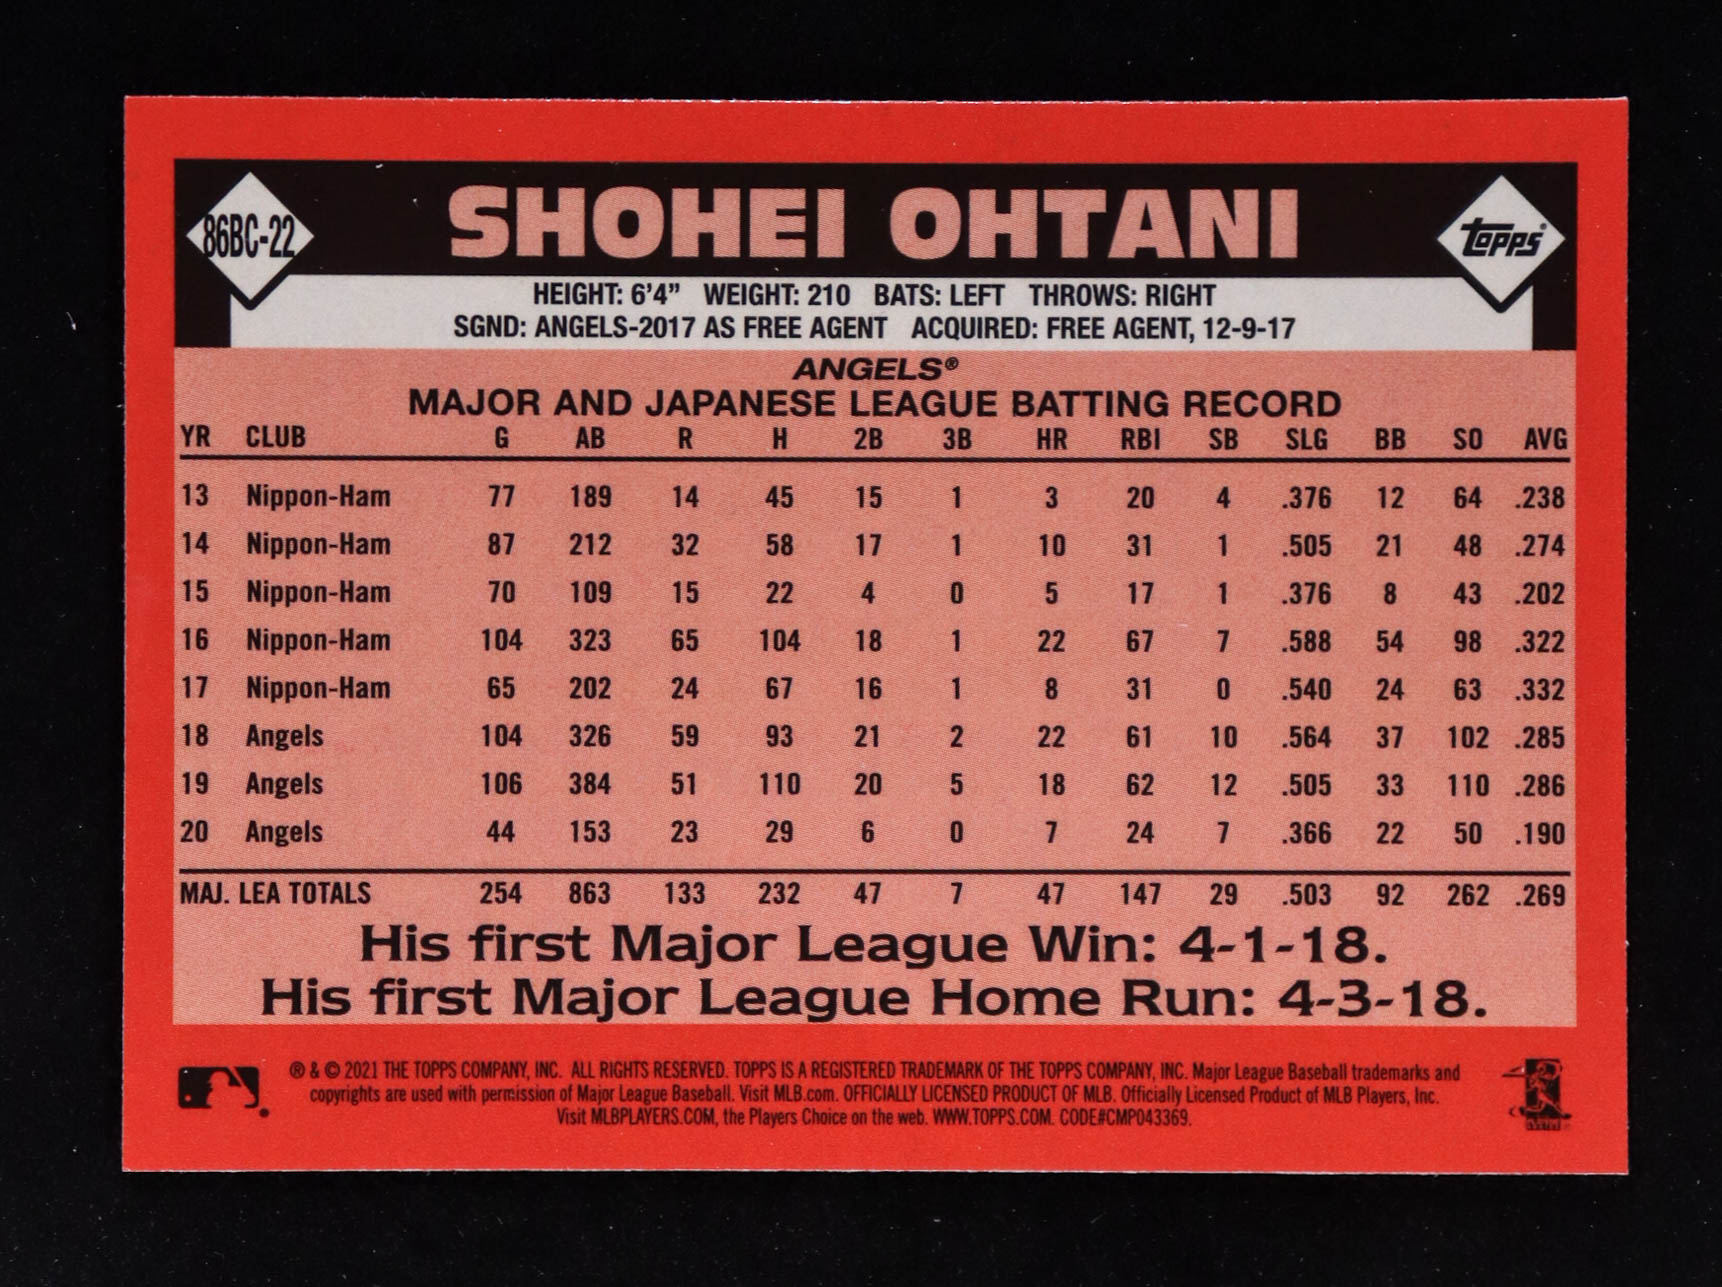 86BC-22 SHOHEI OHTANI topps®
HEIGHT: 6'4" WEIGHT: 210 BATS: LEFT THROWS: RIGHT
SGND: ANGELS-2017 AS FREE AGENT ACQUIRED: FREE AGENT, 12-9-17
ANGELS®
MAJOR AND JAPANESE LEAGUE BATTING RECORD
YR CLUB G AB R H 2B 3B HR RBI SB SLG BB SO AVG
13 Nippon-Ham 77 189 14 45 15 1 3 20 4 .376 12 64 .238
14 Nippon-Ham 87 212 32 58 17 1 10 31 1 .505 21 48 .274
15 Nippon-Ham 70 109 15 22 4 0 5 17 1 .376 8 43 .202
16 Nippon-Ham 104 323 65 104 18 1 22 67 7 .588 54 98 .322
17 Nippon-Ham 65 202 24 67 16 1 8 31 0 .540 24 63 .332
18 Angels 104 326 59 93 21 2 22 61 10 .564 37 102 .285
19 Angels 106 384 51 110 20 5 18 62 12 .505 33 110 .286
20 Angels 44 153 23 29 6 0 7 24 7 .366 22 50 .190
MAJ. LEA TOTALS 254 863 133 232 47 7 47 147 29 .503 92 262 .269
His first Major League Win: 4-1-18.
His first Major League Home Run: 4-3-18.
® & © 2021 THE TOPPS COMPANY, INC. ALL RIGHTS RESERVED. TOPPS IS A REGISTERED TRADEMARK OF THE TOPPS COMPANY, INC. Major League Baseball trademarks and
copyrights are used with permission of Major League Baseball. Visit MLB.com. OFFICIALLY LICENSED PRODUCT OF MLB. Officially Licensed Product of MLB Players, Inc.
Visit MLBPLAYERS.COM, the Players Choice on the web. WWW.TOPPS.COM. CODE#CMP043369.